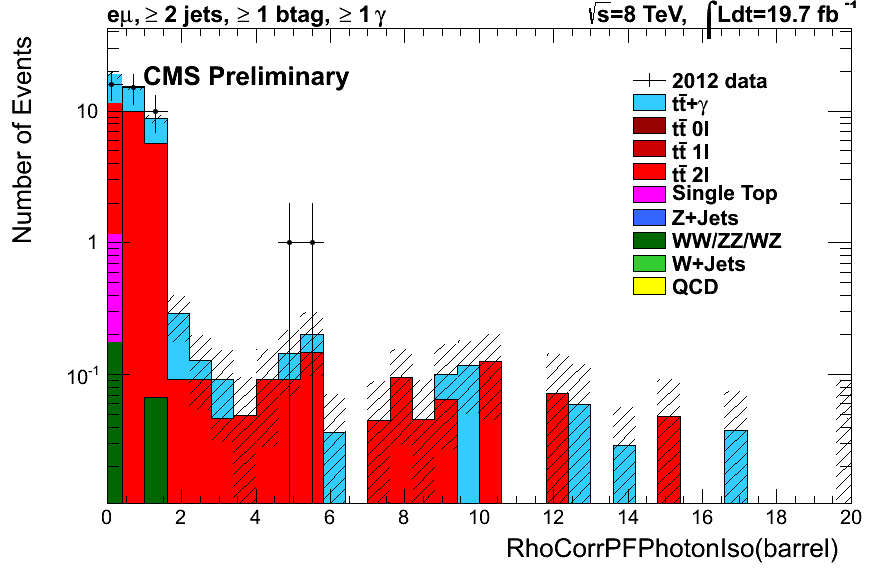 eμ, ≥ 2 jets, ≥ 1 btag, ≥ 1 γ
√s=8 TeV, ∫Ldt=19.7 fb⁻¹
CMS Preliminary
Number of Events
10
1
10⁻¹
2012 data
tt̄+γ
tt̄ 0l
tt̄ 1l
tt̄ 2l
Single Top
Z+Jets
WW/ZZ/WZ
W+Jets
QCD
0 2 4 6 8 10 12 14 16 18 20
RhoCorrPFPhotonIso(barrel)